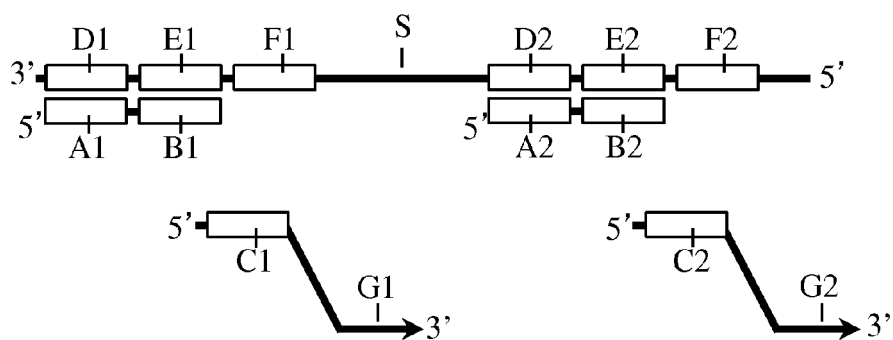 D1 E1 F1 S D2 E2 F2
3' 5'
5' 5'
A1 B1 A2 B2
5' 5'
C1 C2
G1 G2
3' 3'